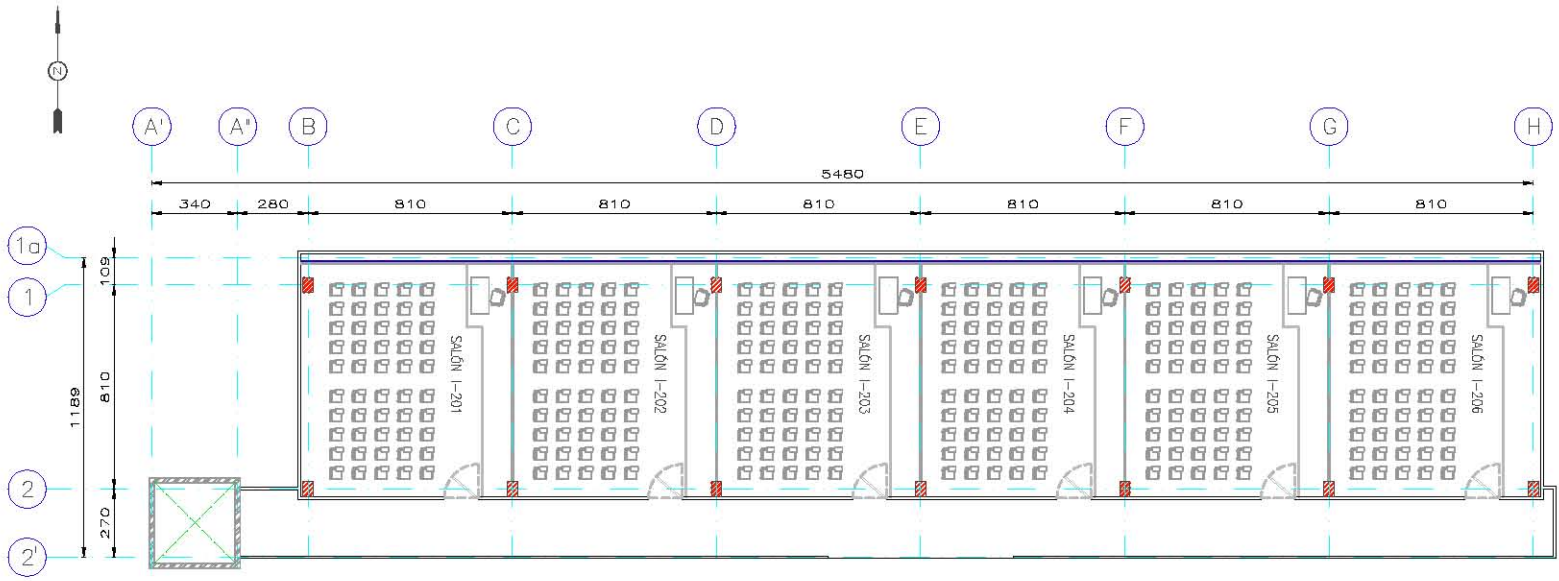 N
A' A" B C D E F G H
5480
340 280 810 810 810 810 810 810
1a
109
1
810
1189
SALÓN I-201
SALÓN I-202
SALÓN I-203
SALÓN I-204
SALÓN I-205
SALÓN I-206
2
270
2'